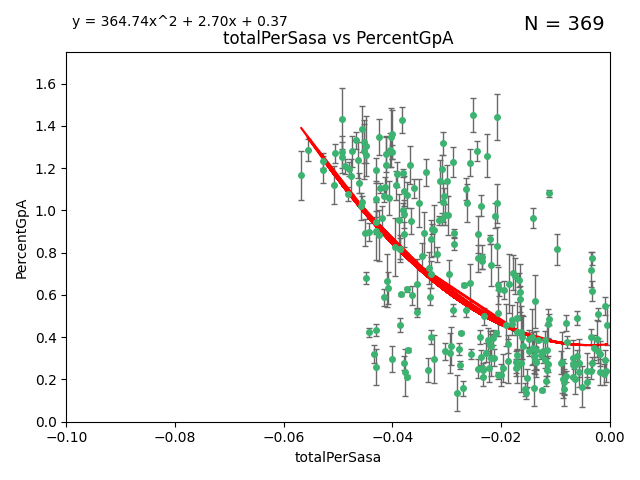 y = 364.74x^2 + 2.70x + 0.37
N = 369
totalPerSasa vs PercentGpA
PercentGpA
1.6
1.4
1.2
1.0
0.8
0.6
0.4
0.2
0.0
−0.10 −0.08 −0.06 −0.04 −0.02 0.00
totalPerSasa